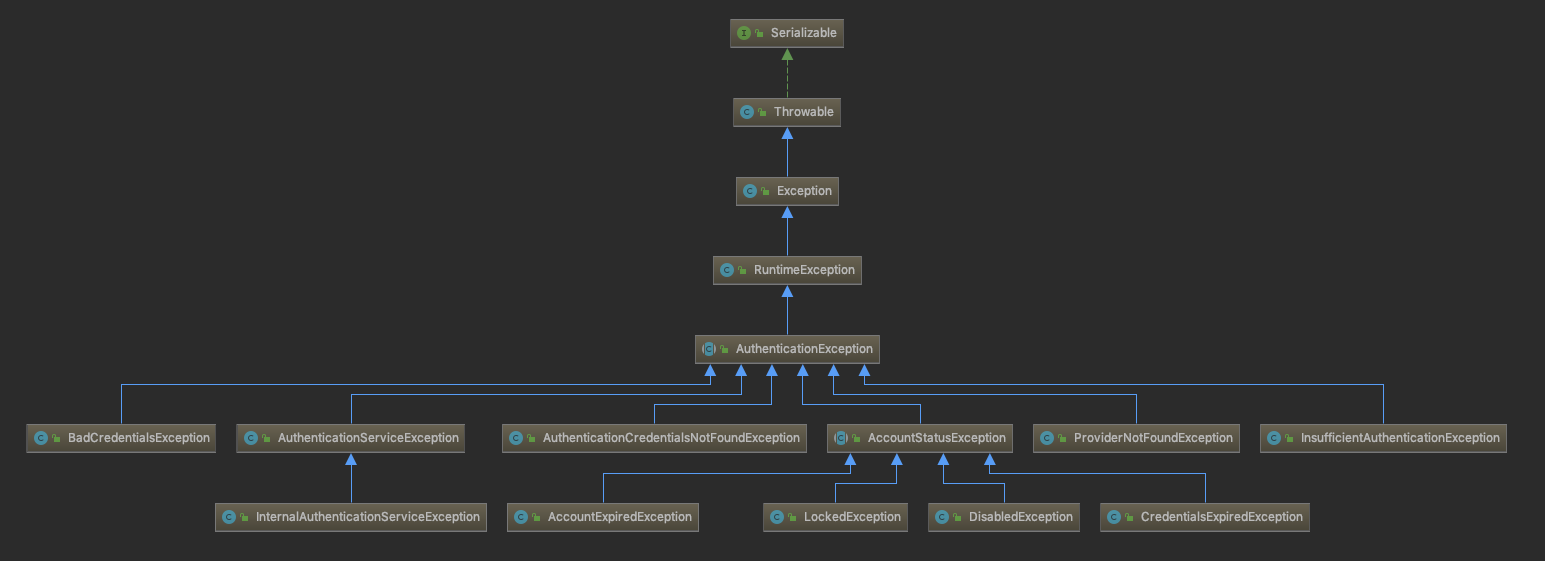 Serializable
Throwable
Exception
RuntimeException
AuthenticationException
BadCredentialsException
AuthenticationServiceException
AuthenticationCredentialsNotFoundException
AccountStatusException
ProviderNotFoundException
InsufficientAuthenticationException
InternalAuthenticationServiceException
AccountExpiredException
LockedException
DisabledException
CredentialsExpiredException